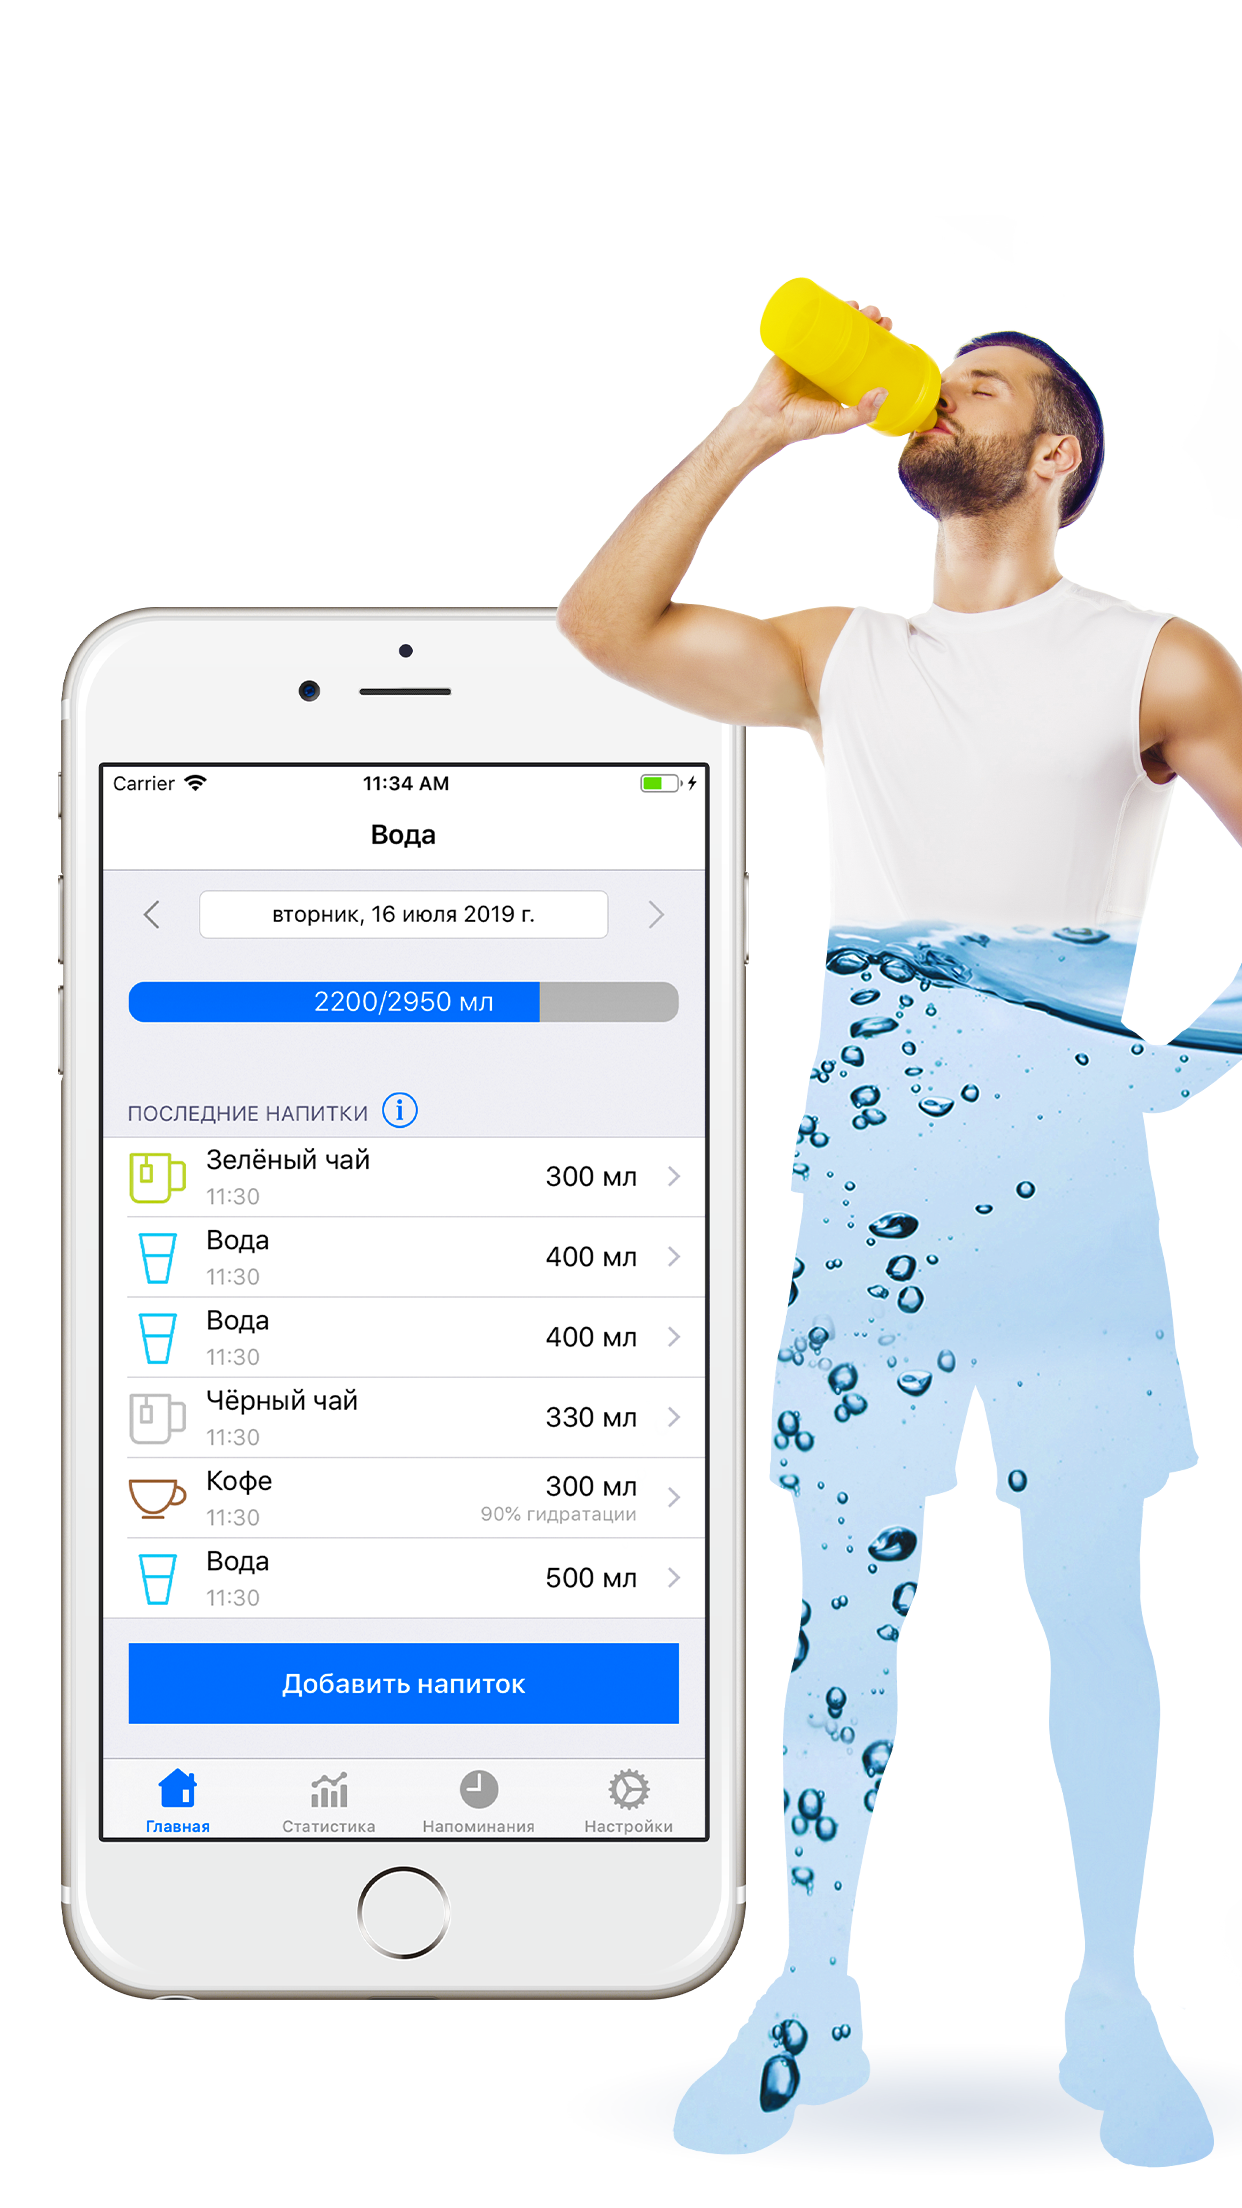 Carrier 11:34 AM
Вода
вторник, 16 июля 2019 г.
2200/2950 мл
ПОСЛЕДНИЕ НАПИТКИ i
Зелёный чай
300 мл
11:30
Вода
400 мл
11:30
Вода
400 мл
11:30
Чёрный чай
330 мл
11:30
Кофе
300 мл
11:30
90% гидратации
Вода
500 мл
11:30
Добавить напиток
Главная Статистика Напоминания Настройки